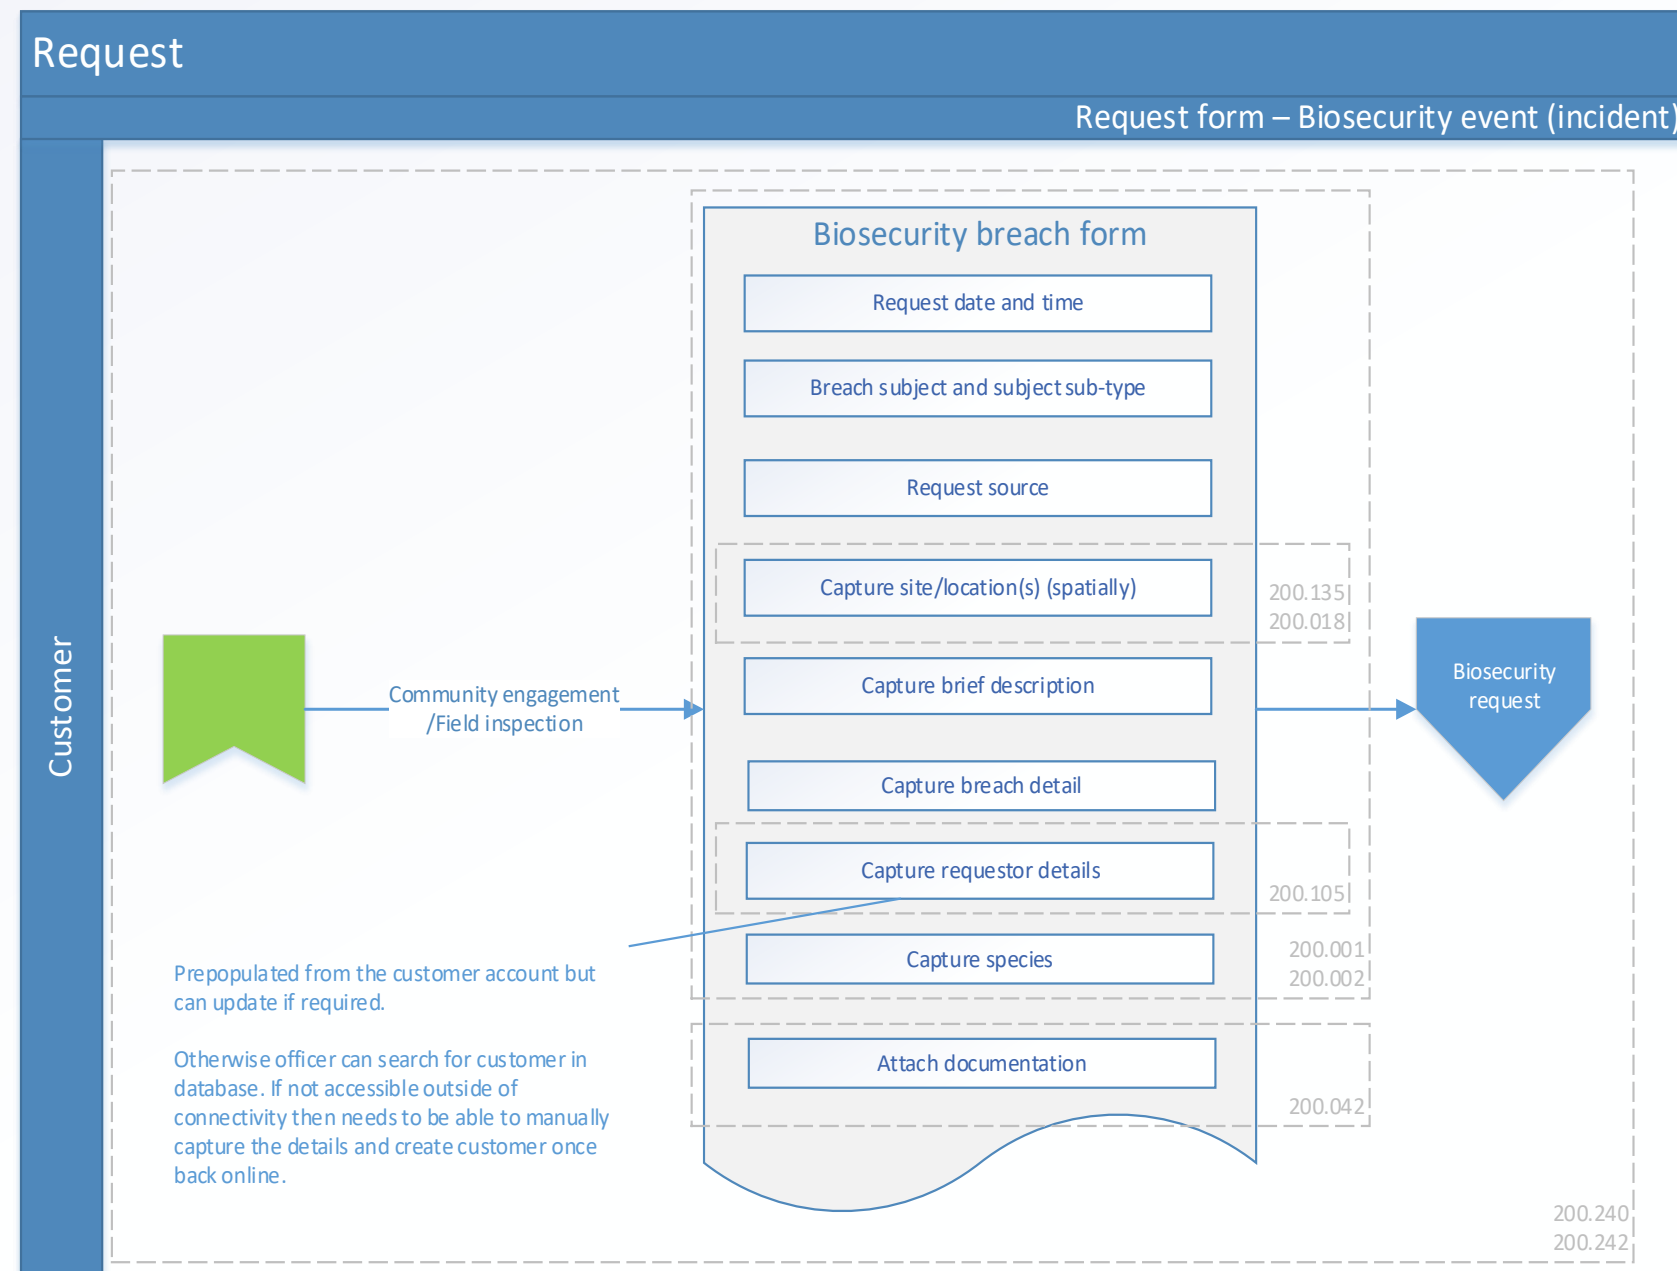 Request
Request form – Biosecurity event (incident)
Customer
Biosecurity breach form
Request date and time
Breach subject and subject sub-type
Request source
Capture site/location(s) (spatially)
200.135
200.018
Community engagement
/Field inspection
Capture brief description
Biosecurity
request
Capture breach detail
Capture requestor details
200.105
Capture species
200.001
200.002
Prepopulated from the customer account but
can update if required.
Otherwise officer can search for customer in
database. If not accessible outside of
connectivity then needs to be able to manually
capture the details and create customer once
back online.
Attach documentation
200.042
200.240
200.242